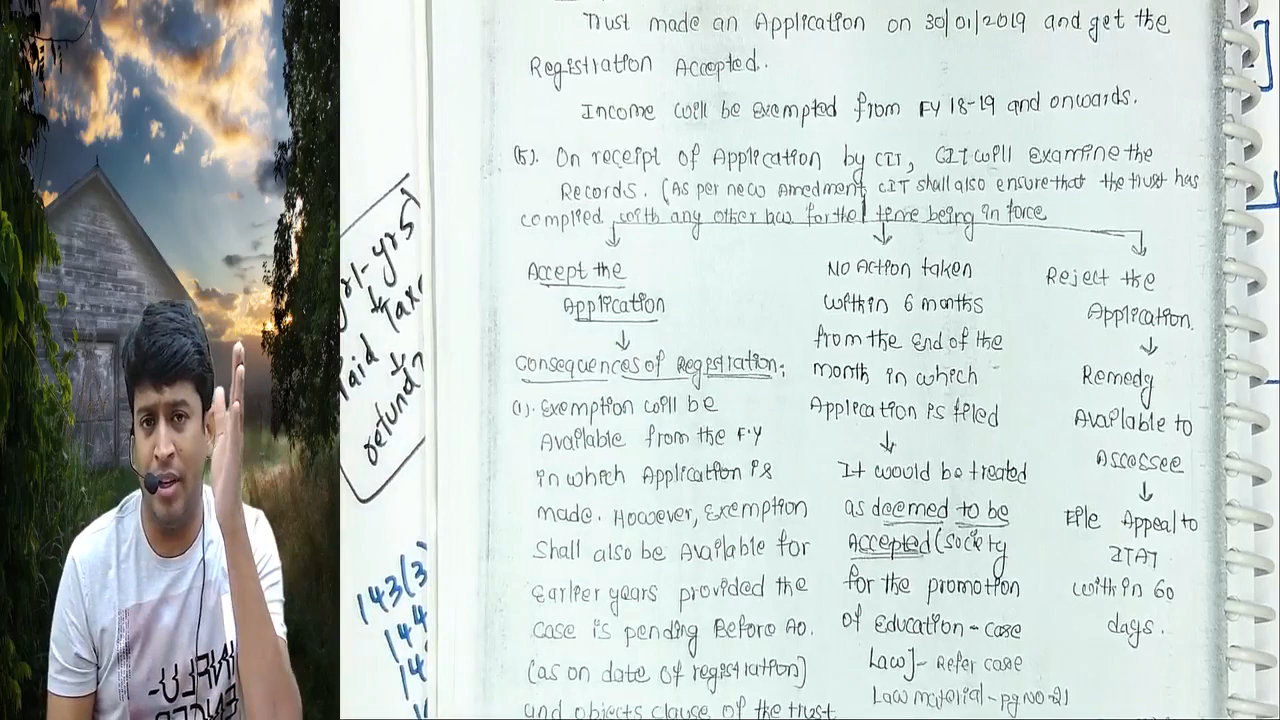 Trust made an Application on 30/01/2019 and get the
Registration Accepted..
Income will be exempted from FY 18-19 and onwards.
(5). On receipt of Application by CIT, CIT will examine the
Records. (As per new Amedment CIT shall also ensure that the trust has
complied with any other law for the time being in force
Accept the
Application
Consequences of Registration:
(1). Exemption will be
Available from the F.Y
in which Application is
made. However, Exemption
shall also be Available for
Earlier years provided the
case is pending Before AO.
(as on date of registration)
and objects clause of the trust
No Action taken
within 6 months
from the End of the
month in which
Application is filed
It would be treated
as deemed to be
Accepted (society
for the promotion
of Education - case
Law] - Refer case
Law material - pg no - 21
Reject the
Application.
Remedy
Available to
Assessee
File Appeal to
ITAT
within 60
days.
yrs
paid Tax
refund
143(3)
144